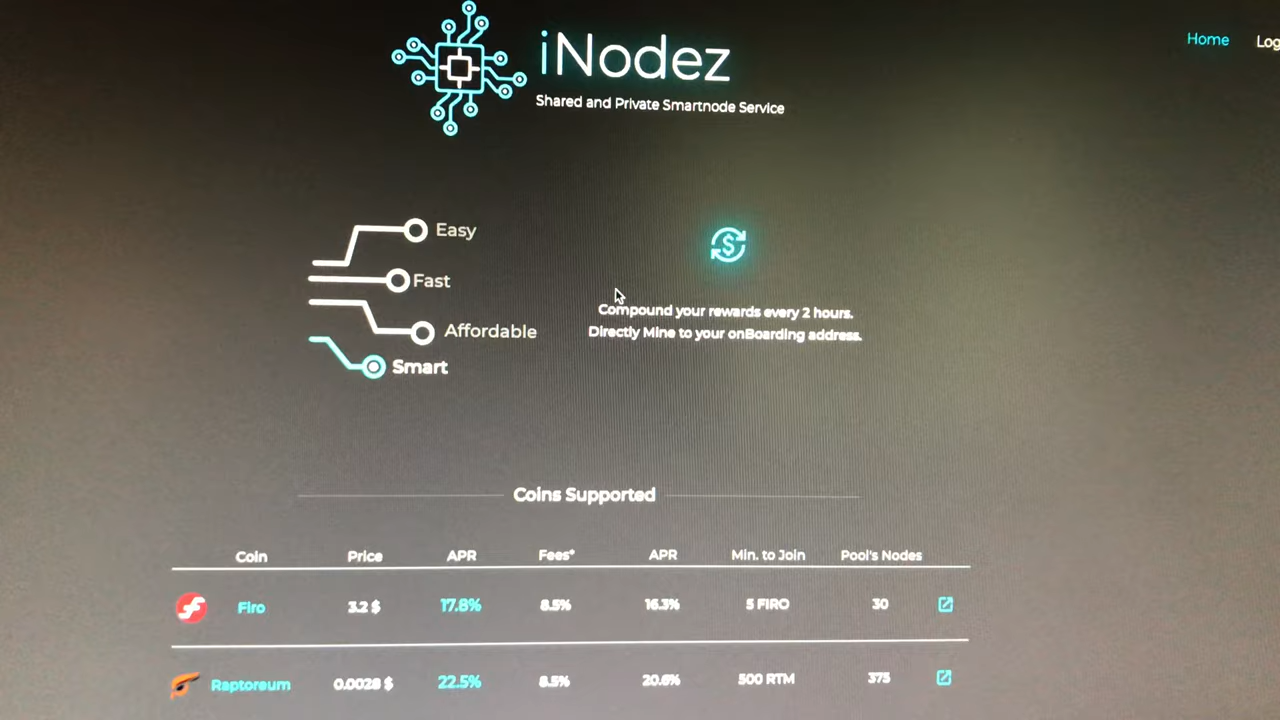 iNodez
Shared and Private Smartnode Service
Home
Log
Easy
Fast
Affordable
Smart
Compound your rewards every 2 hours.
Directly Mine to your onBoarding address.
Coins Supported
Coin Price APR Fees* APR Min. to Join Pool's Nodes
Firo 3.2 $ 17.8% 8.5% 16.3% 5 FIRO 30
Raptoreum 0.0028 $ 22.5% 8.5% 20.6% 500 RTM 375